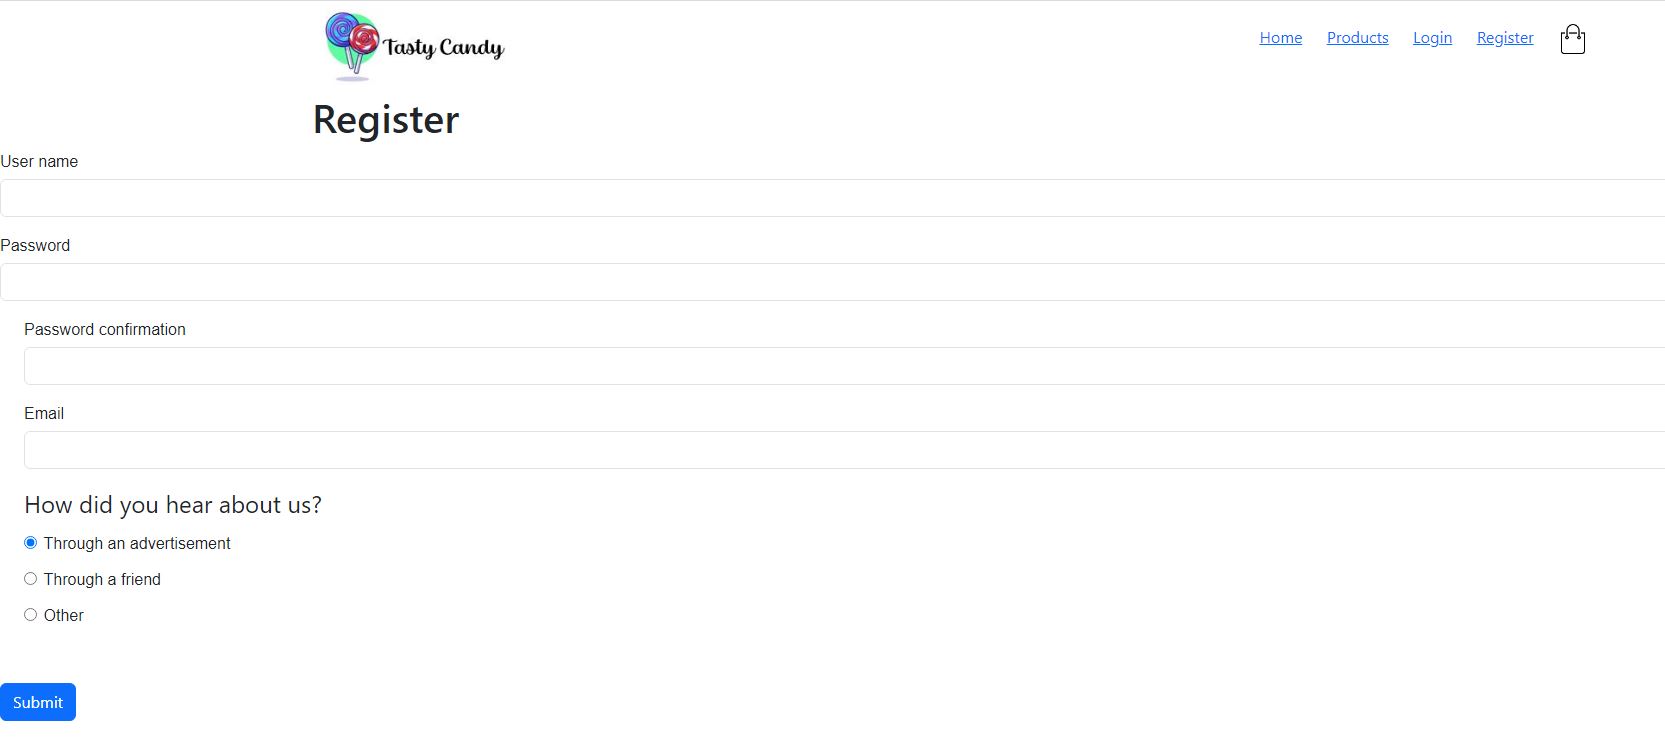 Tasty Candy
Home Products Login Register
Register
User name
Password
Password confirmation
Email
How did you hear about us?
Through an advertisement
Through a friend
Other
Submit